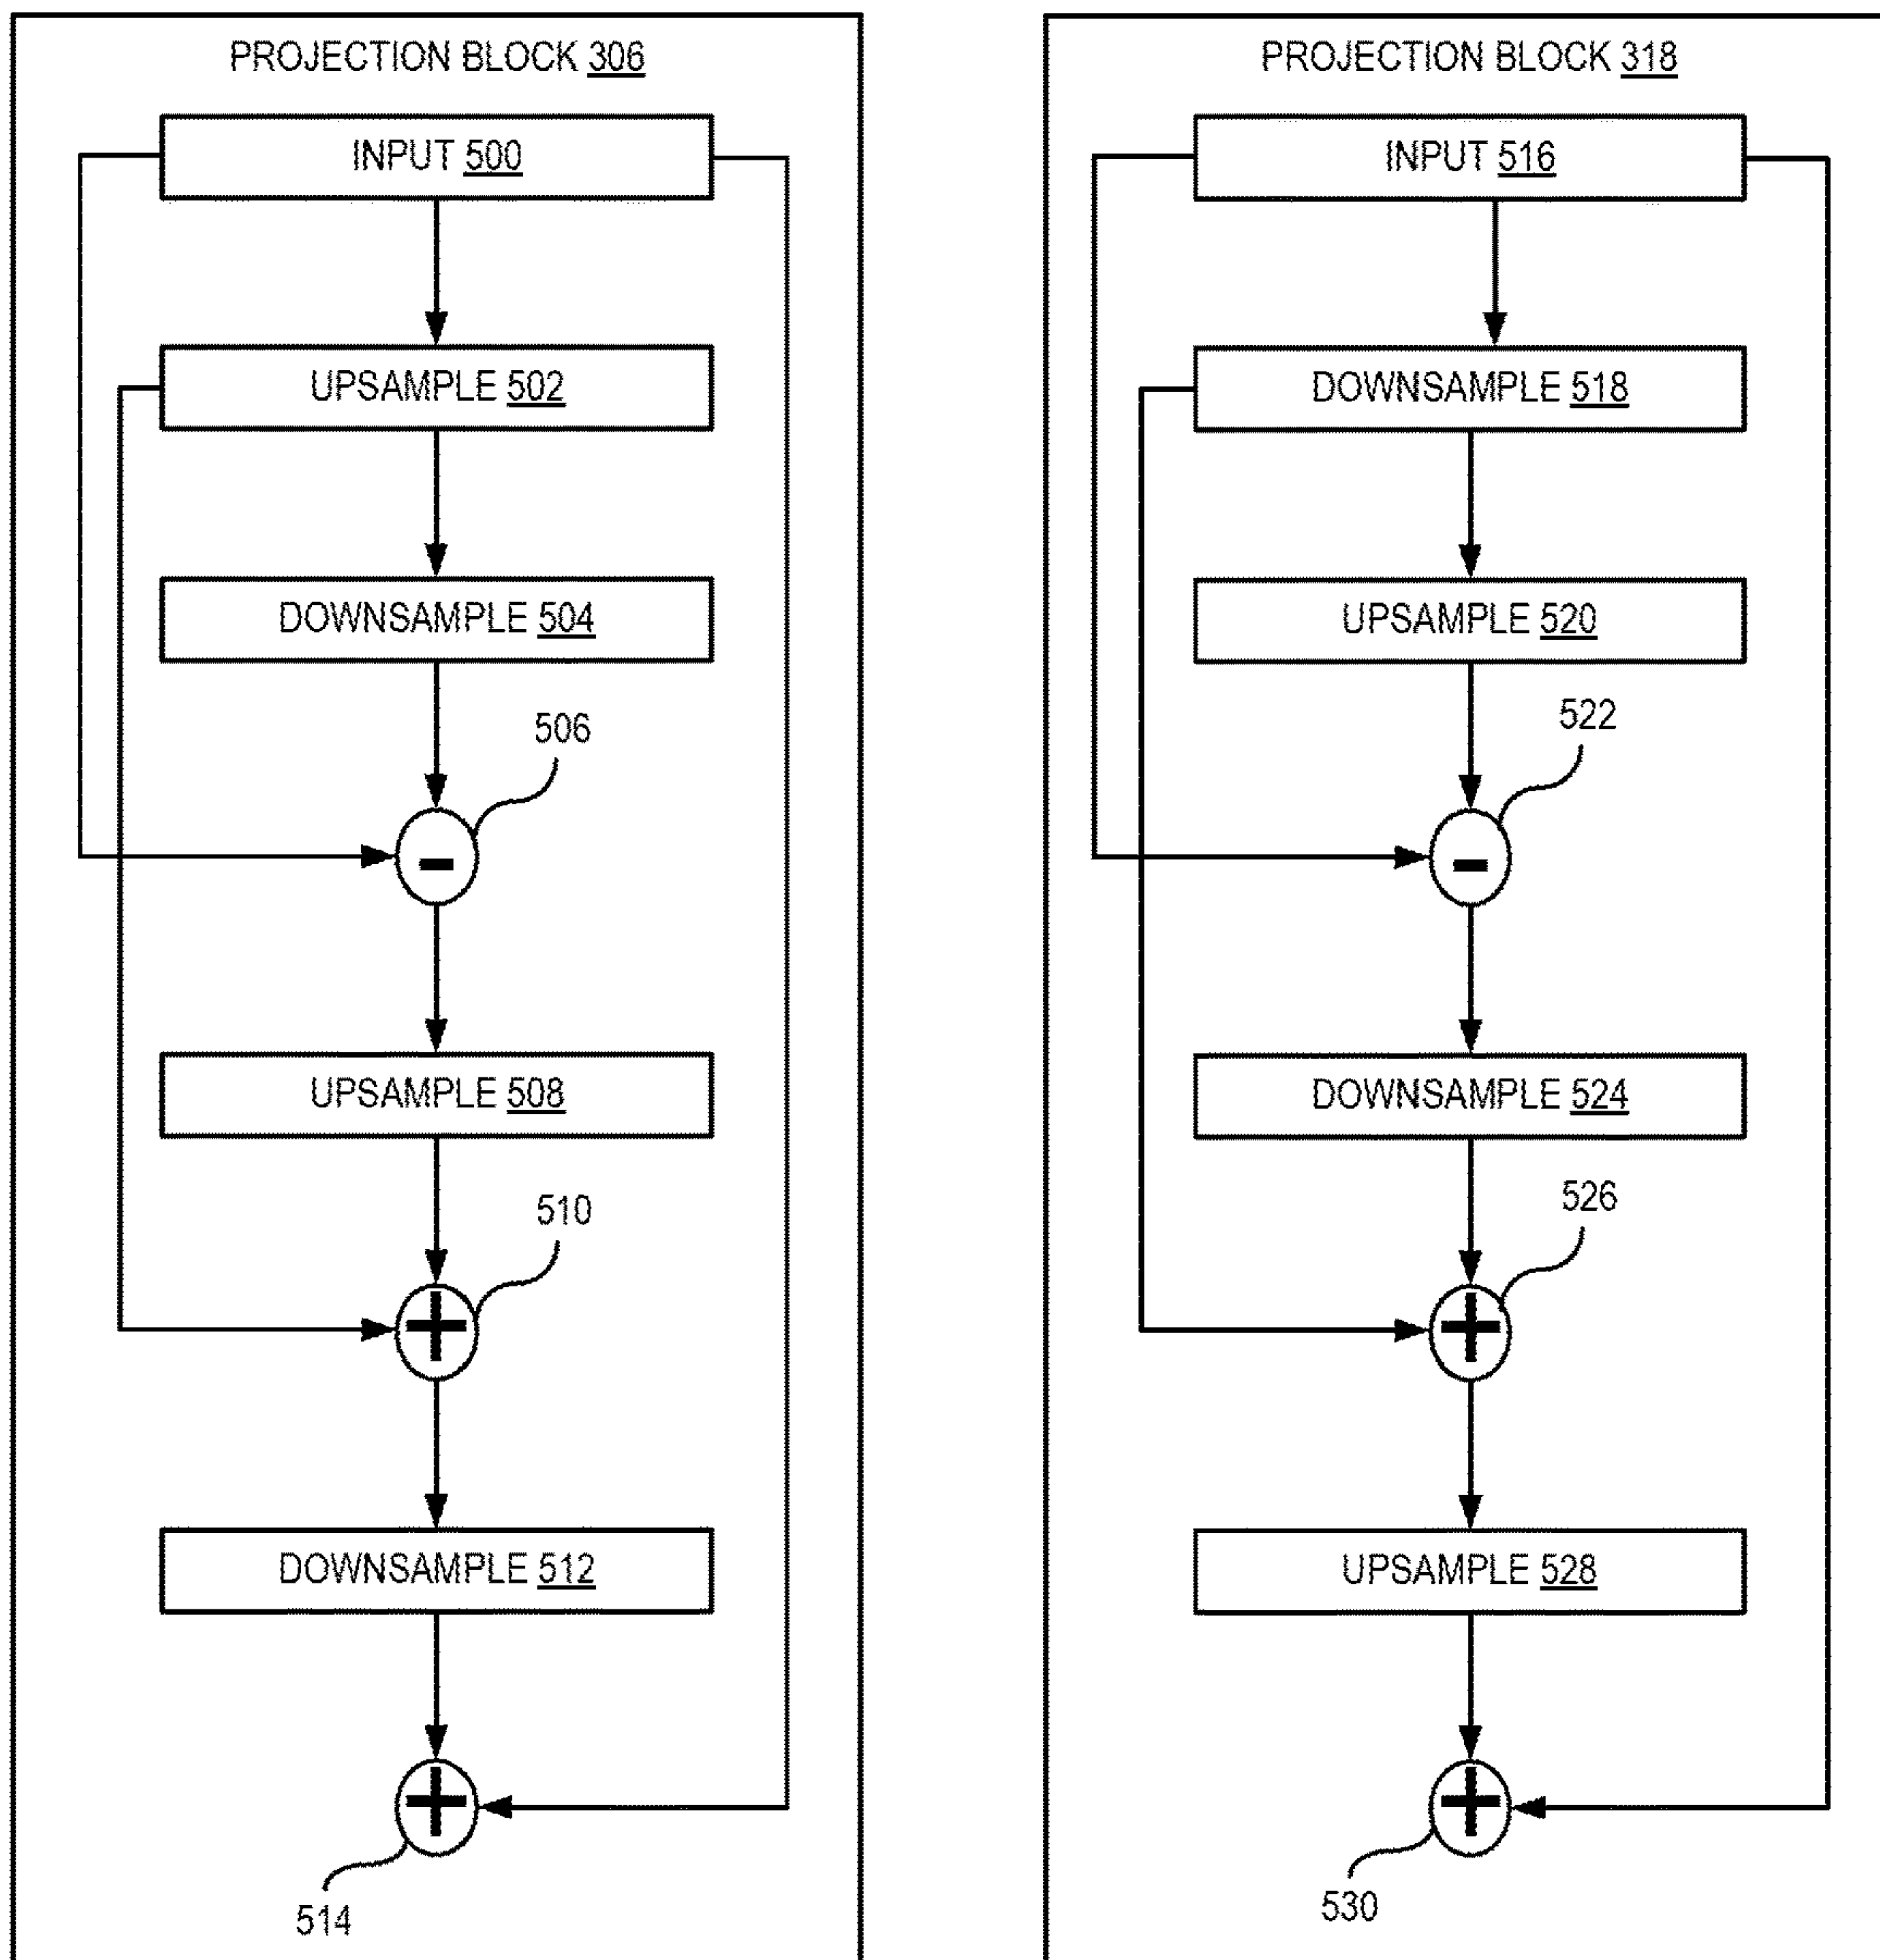 PROJECTION BLOCK 306
INPUT 500
UPSAMPLE 502
DOWNSAMPLE 504
506
-
UPSAMPLE 508
510
+
DOWNSAMPLE 512
+
514
PROJECTION BLOCK 318
INPUT 516
DOWNSAMPLE 518
UPSAMPLE 520
522
-
DOWNSAMPLE 524
526
+
UPSAMPLE 528
+
530